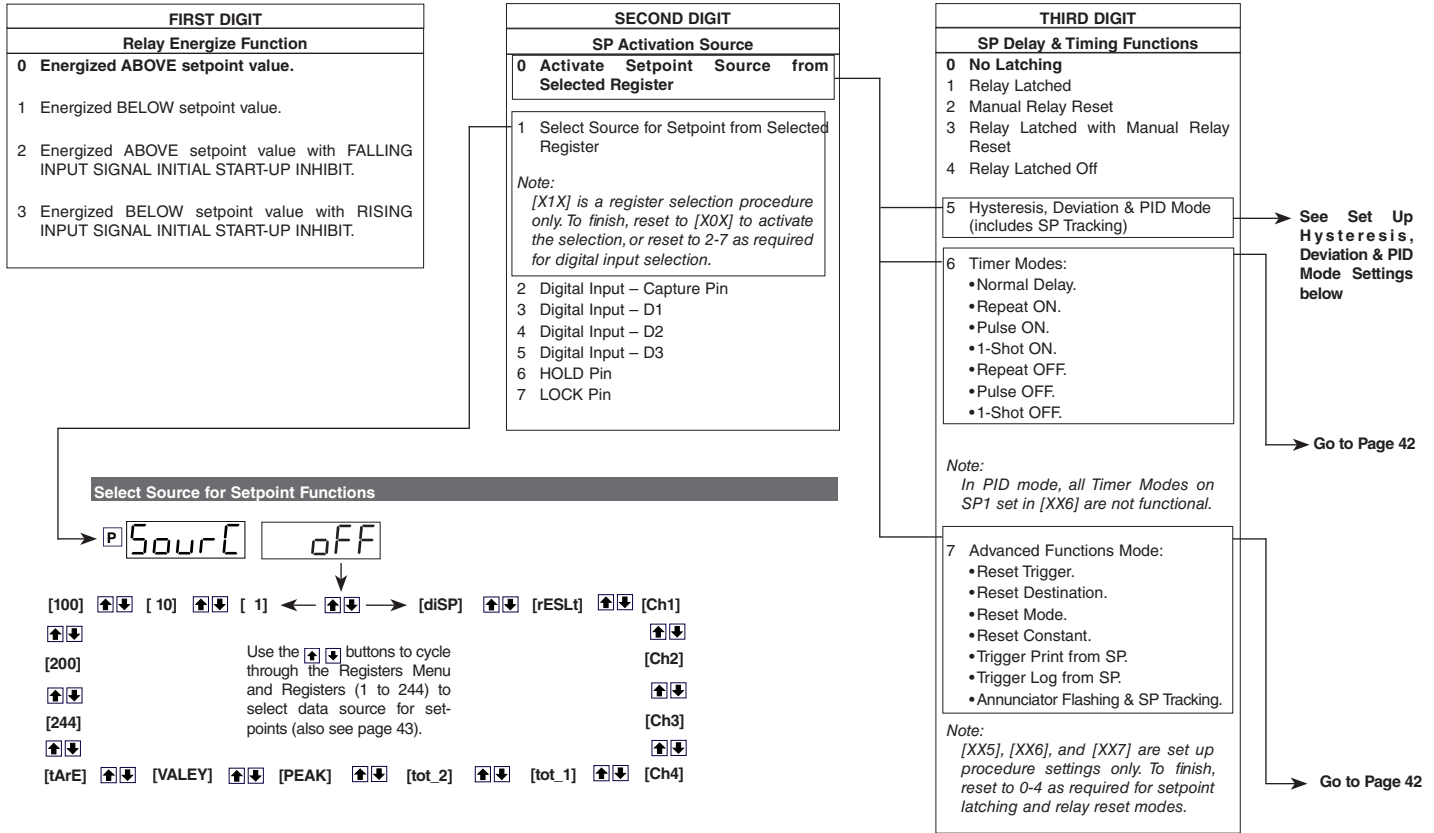 FIRST DIGIT
Relay Energize Function
0 Energized ABOVE setpoint value.
1 Energized BELOW setpoint value.
2 Energized ABOVE setpoint value with FALLING
INPUT SIGNAL INITIAL START-UP INHIBIT.
3 Energized BELOW setpoint value with RISING
INPUT SIGNAL INITIAL START-UP INHIBIT.
SECOND DIGIT
SP Activation Source
0 Activate Setpoint Source from
Selected Register
1 Select Source for Setpoint from Selected
Register
Note:
[X1X] is a register selection procedure
only. To finish, reset to [X0X] to activate
the selection, or reset to 2-7 as required
for digital input selection.
2 Digital Input – Capture Pin
3 Digital Input – D1
4 Digital Input – D2
5 Digital Input – D3
6 HOLD Pin
7 LOCK Pin
THIRD DIGIT
SP Delay & Timing Functions
0 No Latching
1 Relay Latched
2 Manual Relay Reset
3 Relay Latched with Manual Relay
Reset
4 Relay Latched Off
5 Hysteresis, Deviation & PID Mode
(includes SP Tracking)
See Set Up
Hysteresis,
Deviation & PID
Mode Settings
below
6 Timer Modes:
•Normal Delay.
•Repeat ON.
•Pulse ON.
•1-Shot ON.
•Repeat OFF.
•Pulse OFF.
•1-Shot OFF.
Go to Page 42
Note:
In PID mode, all Timer Modes on
SP1 set in [XX6] are not functional.
7 Advanced Functions Mode:
•Reset Trigger.
•Reset Destination.
•Reset Mode.
•Reset Constant.
•Trigger Print from SP.
•Trigger Log from SP.
•Annunciator Flashing & SP Tracking.
Note:
[XX5], [XX6], and [XX7] are set up
procedure settings only. To finish,
reset to 0-4 as required for setpoint
latching and relay reset modes.
Go to Page 42
Select Source for Setpoint Functions
P SourC oFF
[100] [ 10] [ 1] [diSP] [rESLt] [Ch1]
[200] [Ch2]
[244] [Ch3]
Use the buttons to cycle
through the Registers Menu
and Registers (1 to 244) to
select data source for set-
points (also see page 43).
[tArE] [VALEY] [PEAK] [tot_2] [tot_1] [Ch4]